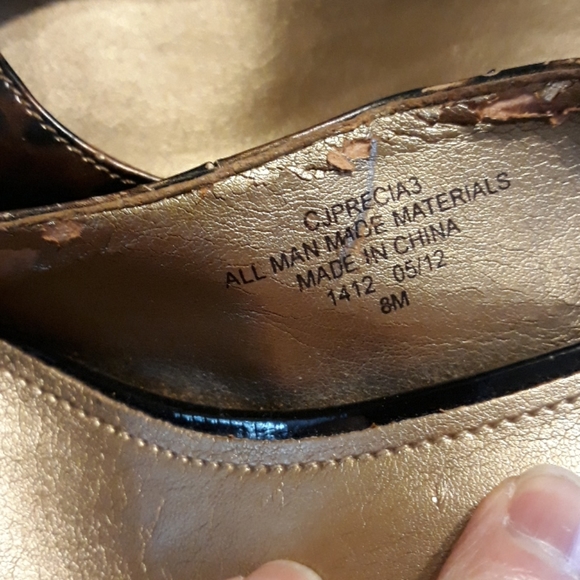 CJPRECIA3
ALL MAN MADE MATERIALS
MADE IN CHINA
1412 05/12
8M